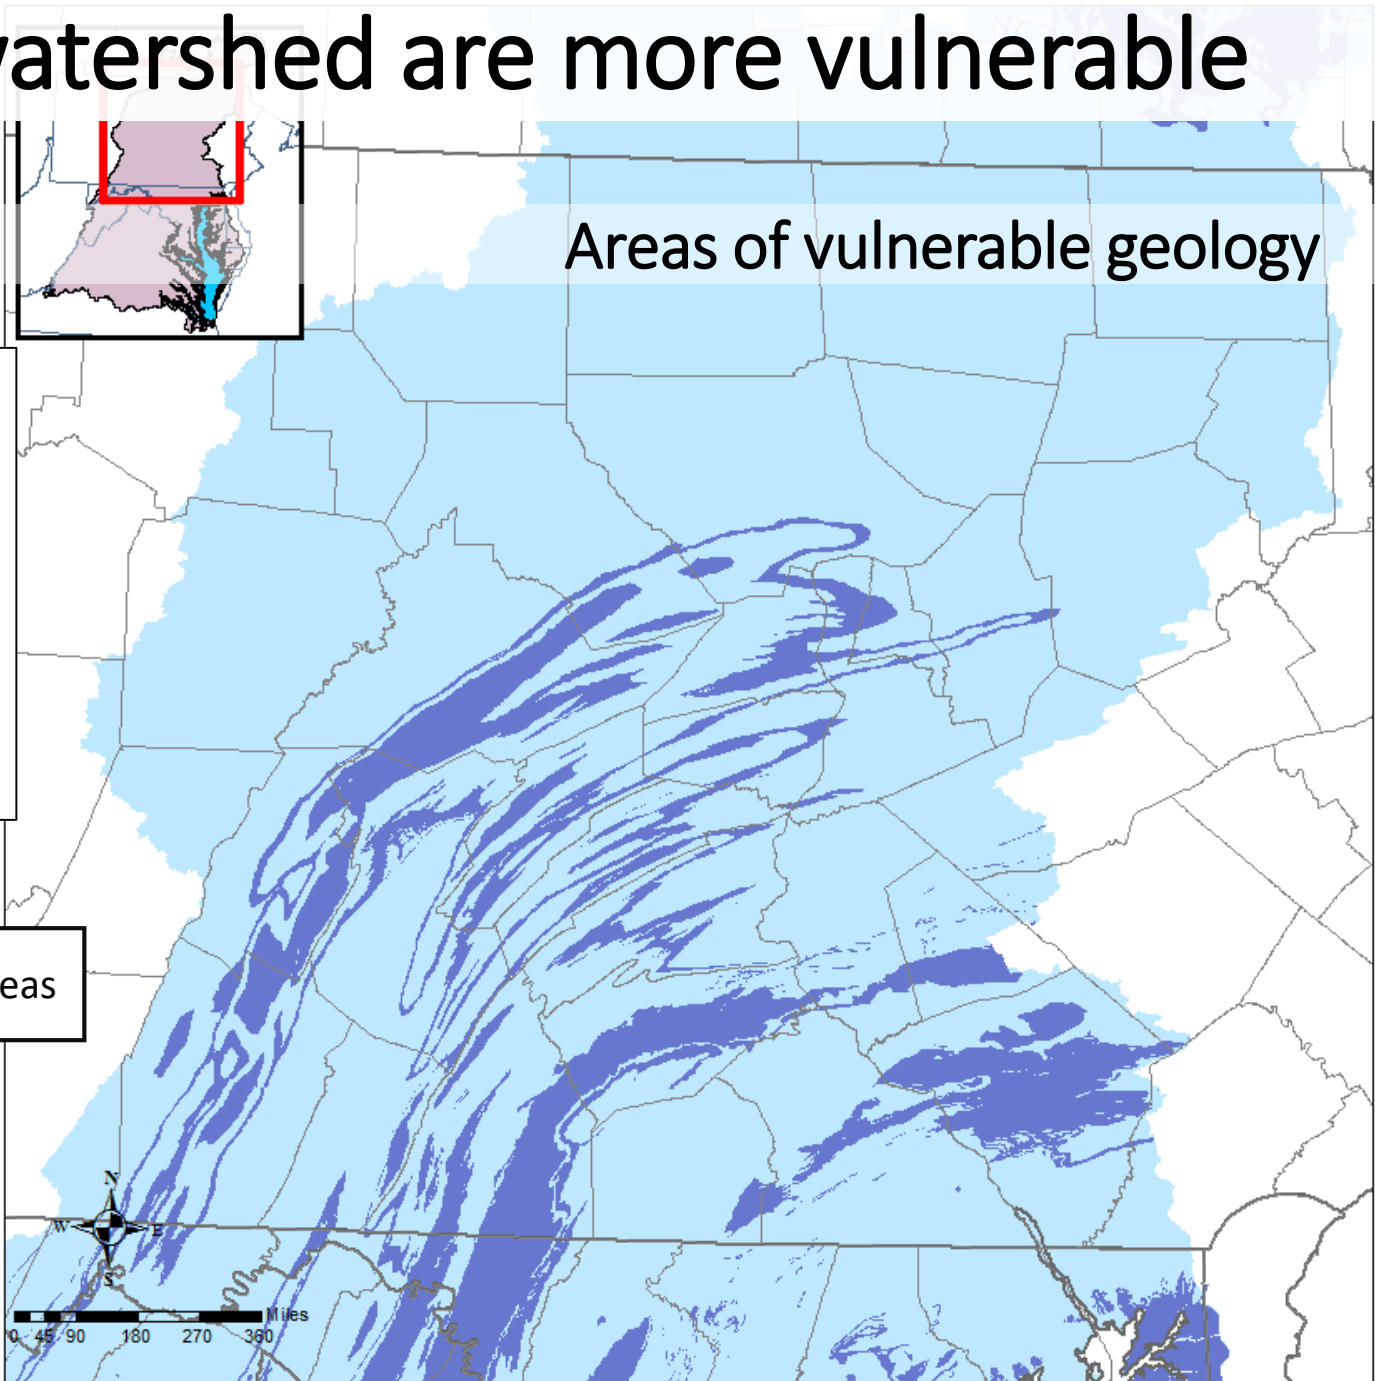 atershed are more vulnerable
Areas of vulnerable geology
eas
N
W E
S
Miles
0 45 90 180 270 360